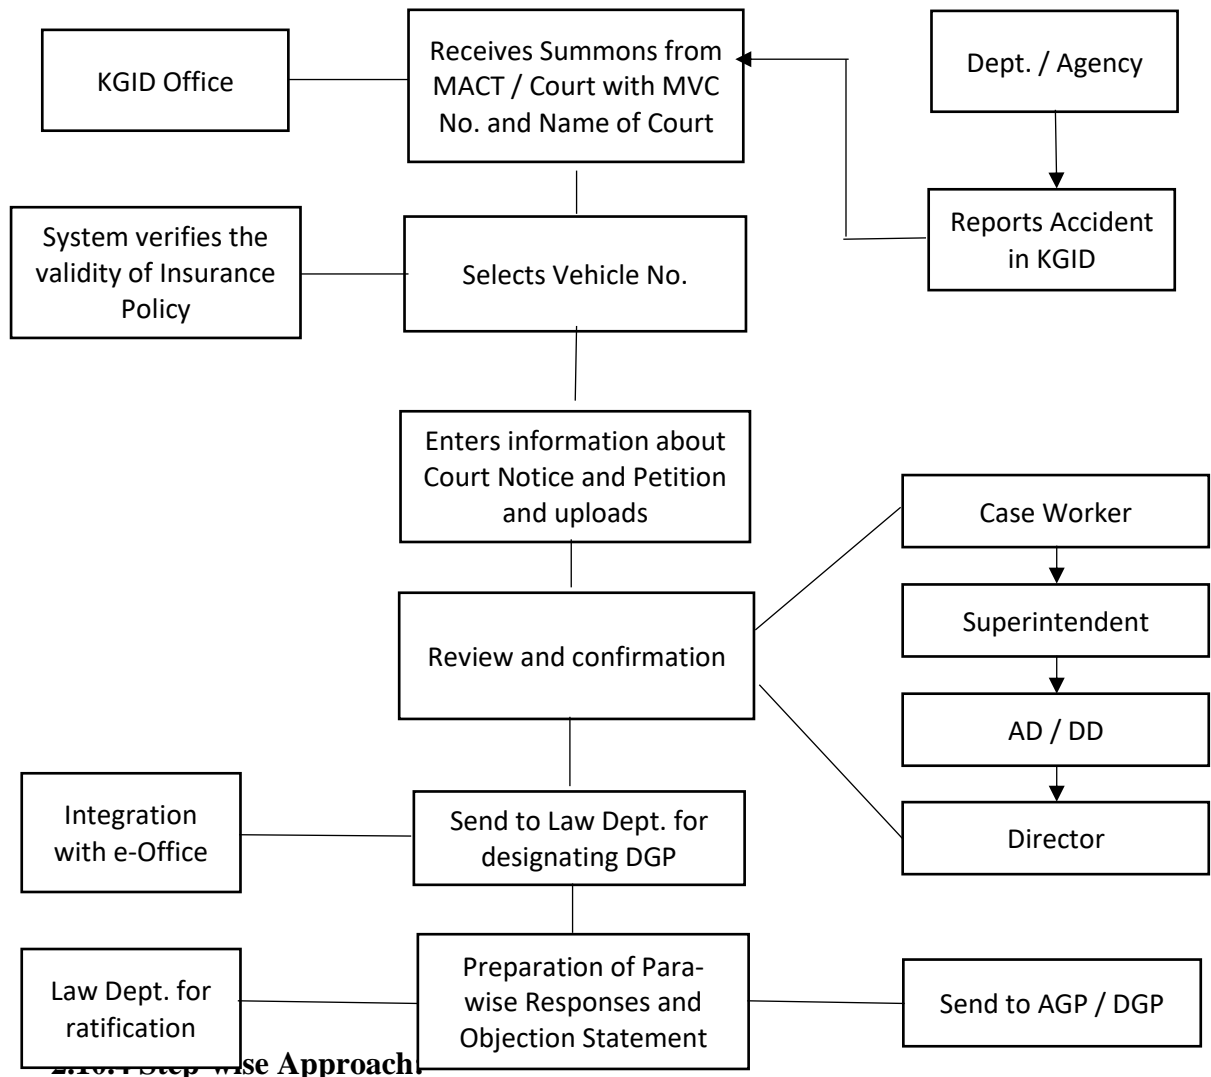 KGID Office
Receives Summons from
MACT / Court with MVC
No. and Name of Court
Dept. / Agency
Reports Accident
in KGID
System verifies the
validity of Insurance
Policy
Selects Vehicle No.
Enters information about
Court Notice and Petition
and uploads
Case Worker
Superintendent
Review and confirmation
AD / DD
Director
Integration
with e-Office
Send to Law Dept. for
designating DGP
Law Dept. for
ratification
Preparation of Para-
wise Responses and
Objection Statement
Send to AGP / DGP
Approach: